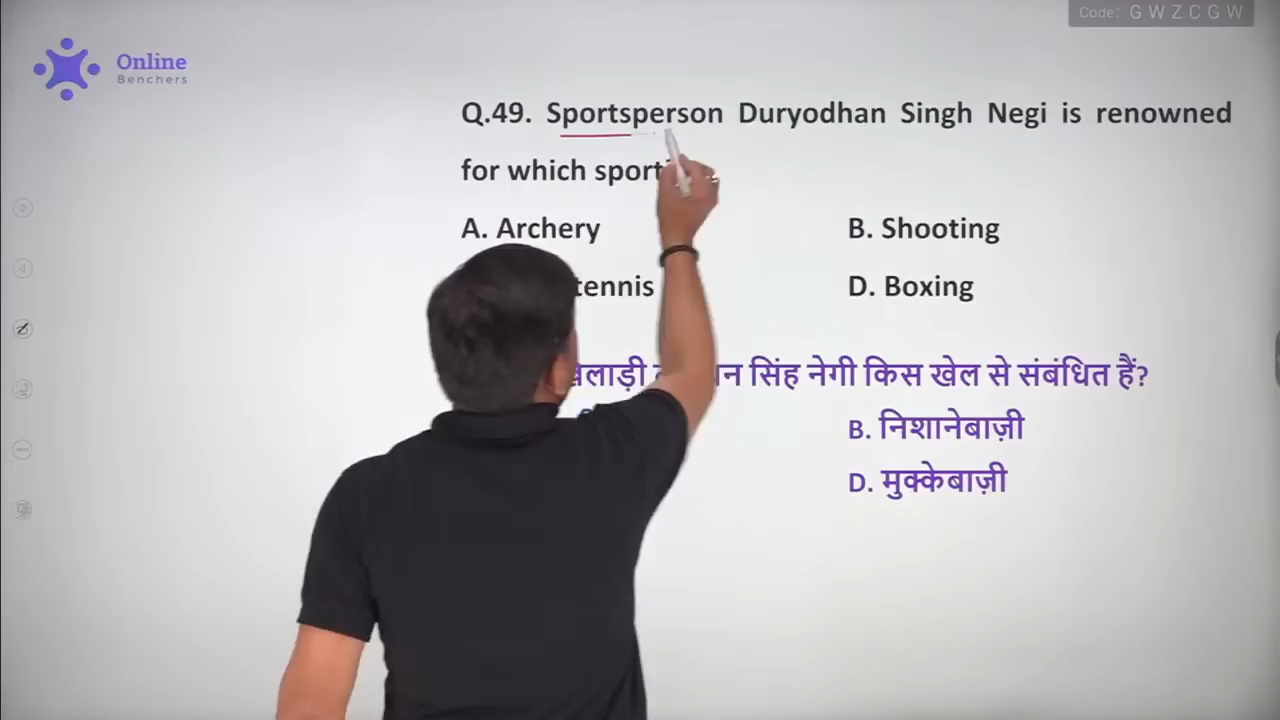 Code: G W Z C G W
Online
Benchers
Q.49. Sportsperson Duryodhan Singh Negi is renowned
for which sport
A. Archery
B. Shooting
tennis
D. Boxing
सिंह नेगी किस खेल से संबंधित हैं?
B. निशानेबाज़ी
D. मुक्केबाज़ी